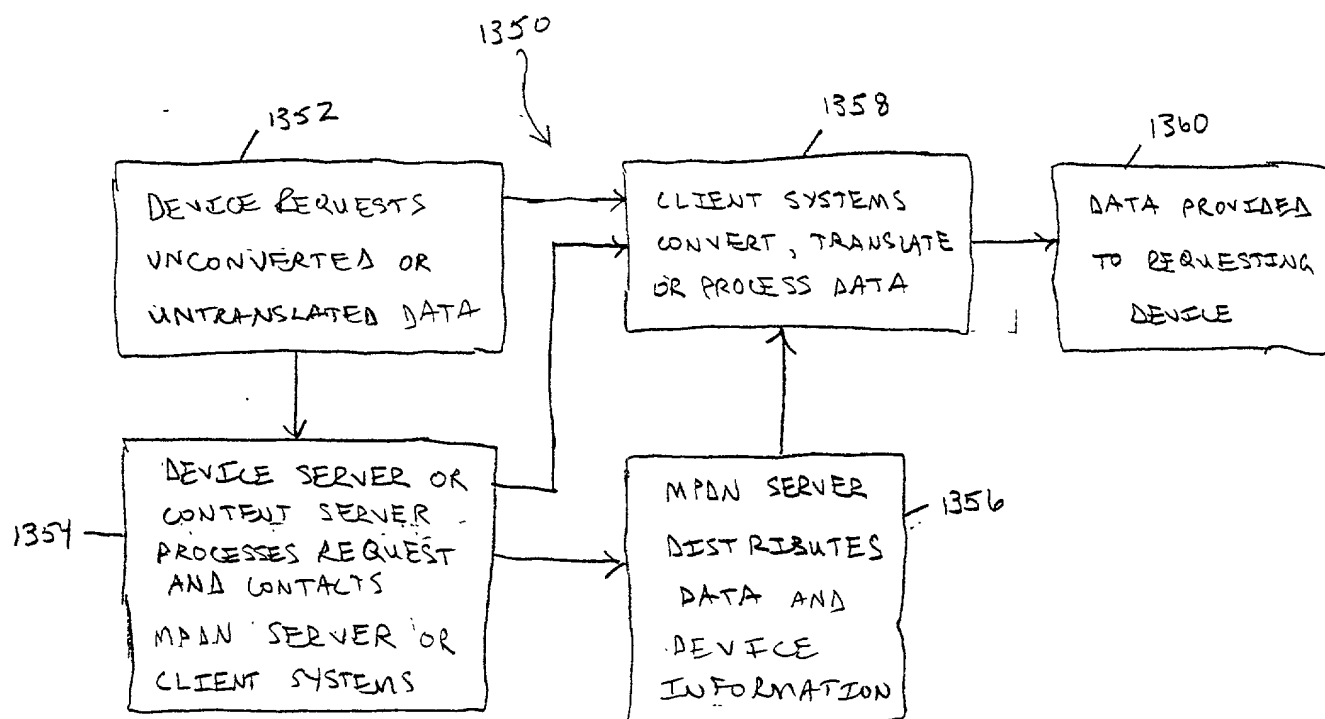 1350
1352
DEVICE REQUESTS
UNCONVERTED OR
UNTRANSLATED DATA
1358
CLIENT SYSTEMS
CONVERT, TRANSLATE
OR PROCESS DATA
1360
DATA PROVIDED
TO REQUESTING
DEVICE
1354
DEVICE SERVER OR
CONTENT SERVER
PROCESSES REQUEST
AND CONTACTS
MPDN SERVER OR
CLIENT SYSTEMS
1356
MPDN SERVER
DISTRIBUTES
DATA AND
DEVICE
INFORMATION